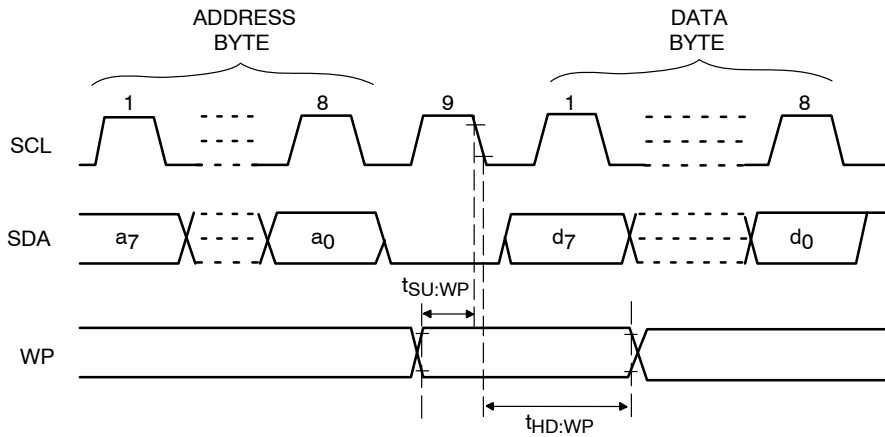 ADDRESS
BYTE
DATA
BYTE
1
8
9
1
8
SCL
SDA
a7
a0
d7
d0
tSU:WP
WP
tHD:WP